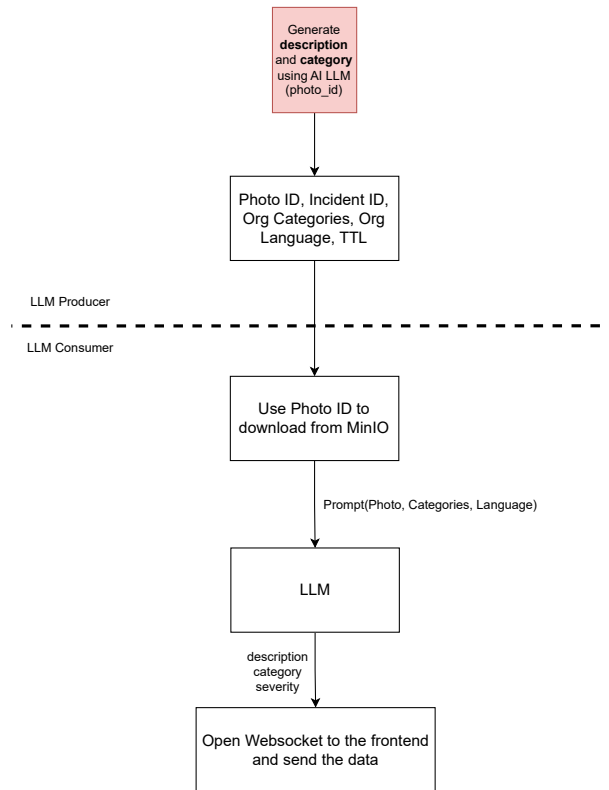 Generate
description
and category
using AI LLM
(photo_id)
Photo ID, Incident ID,
Org Categories, Org
Language, TTL
LLM Producer
LLM Consumer
Use Photo ID to
download from MinIO
Prompt(Photo, Categories, Language)
LLM
description
category
severity
Open Websocket to the frontend
and send the data